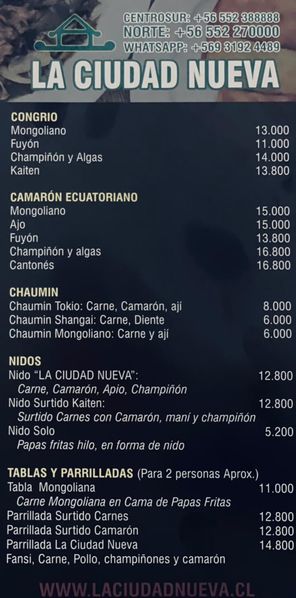 CENTROSUR: +56 552 388888
NORTE: +56 552 270000
WHATSAPP: +569 3192 4489
LA CIUDAD NUEVA
CONGRIO
Mongoliano 13.000
Fuyón 11.000
Champiñón y Algas 14.000
Kaiten 13.800
CAMARÓN ECUATORIANO
Mongoliano 15.000
Ajo 15.000
Fuyón 13.800
Champiñón y algas 16.800
Cantonés 16.800
CHAUMIN
Chaumin Tokio: Carne, Camarón, ají 8.000
Chaumin Shangai: Carne, Diente 6.000
Chaumin Mongoliano: Carne y ají 6.000
NIDOS
Nido "LA CIUDAD NUEVA": 12.800
Carne, Camarón, Apio, Champiñón
Nido Surtido Kaiten: 12.800
Surtido Carnes con Camarón, maní y champiñón
Nido Solo 5.200
Papas fritas hilo, en forma de nido
TABLAS Y PARRILLADAS (Para 2 personas Aprox.)
Tabla Mongoliana 11.000
Carne Mongoliana en Cama de Papas Fritas
Parrillada Surtido Carnes 12.800
Parrillada Surtido Camarón 12.800
Parrillada La Ciudad Nueva 14.800
Fansi, Carne, Pollo, champiñones y camarón
WWW.LACIUDADNUEVA.CL